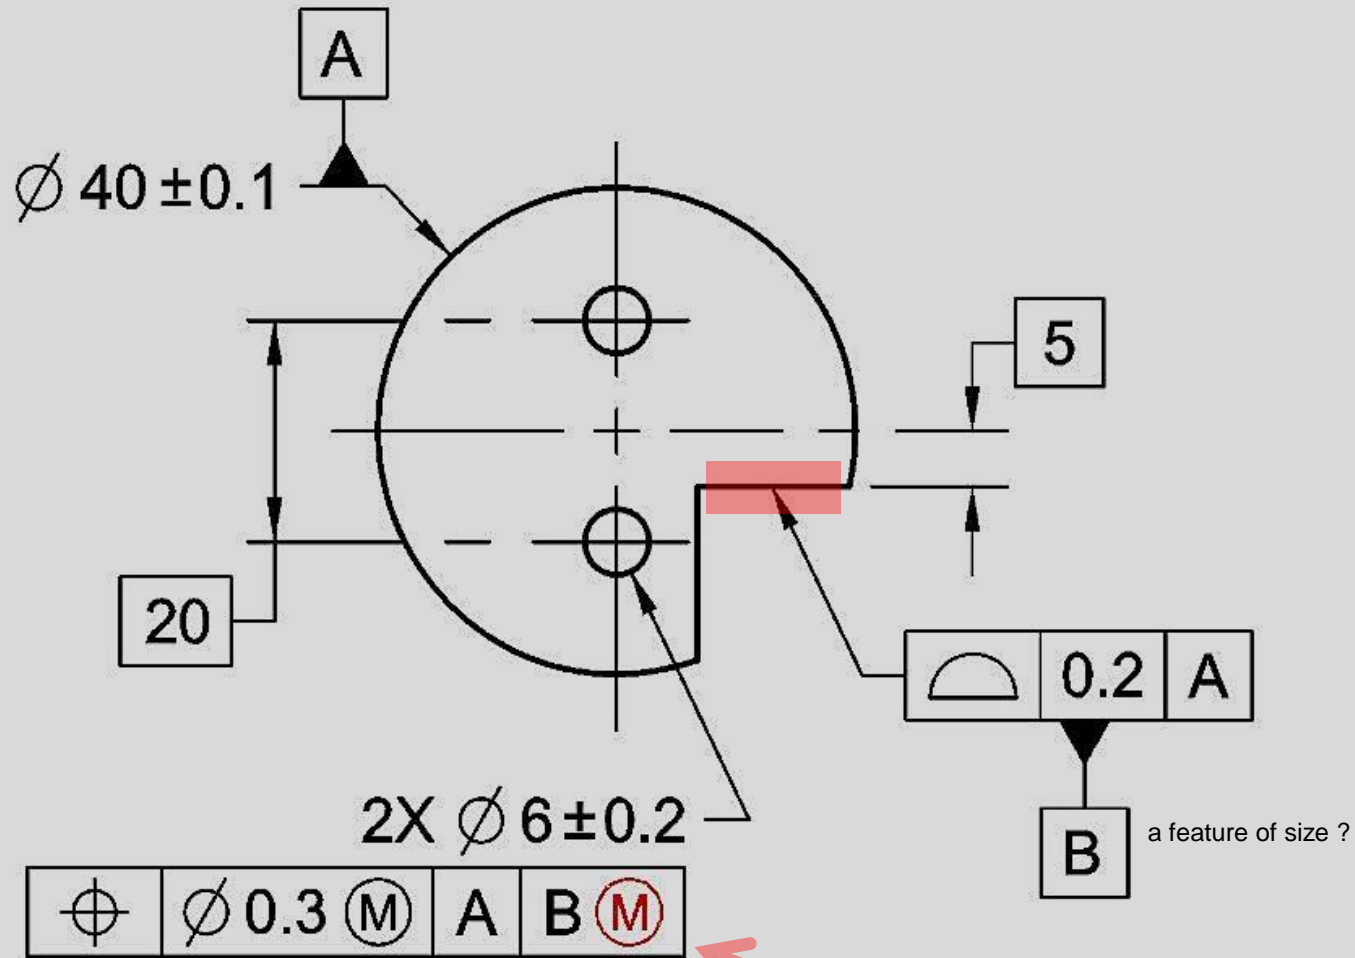 A
⌀ 40 ±0.1
5
20
⌓ 0.2 A
2X ⌀ 6 ±0.2
B
a feature of size ?
⌖ ⌀ 0.3 Ⓜ A B Ⓜ